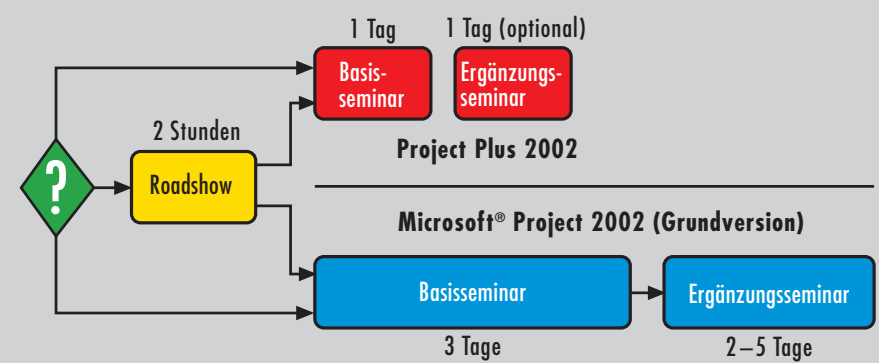 1 Tag
1 Tag (optional)
Basis-
seminar
Ergänzungs-
seminar
Project Plus 2002
2 Stunden
?
Roadshow
Microsoft® Project 2002 (Grundversion)
Basisseminar
Ergänzungsseminar
3 Tage
2–5 Tage